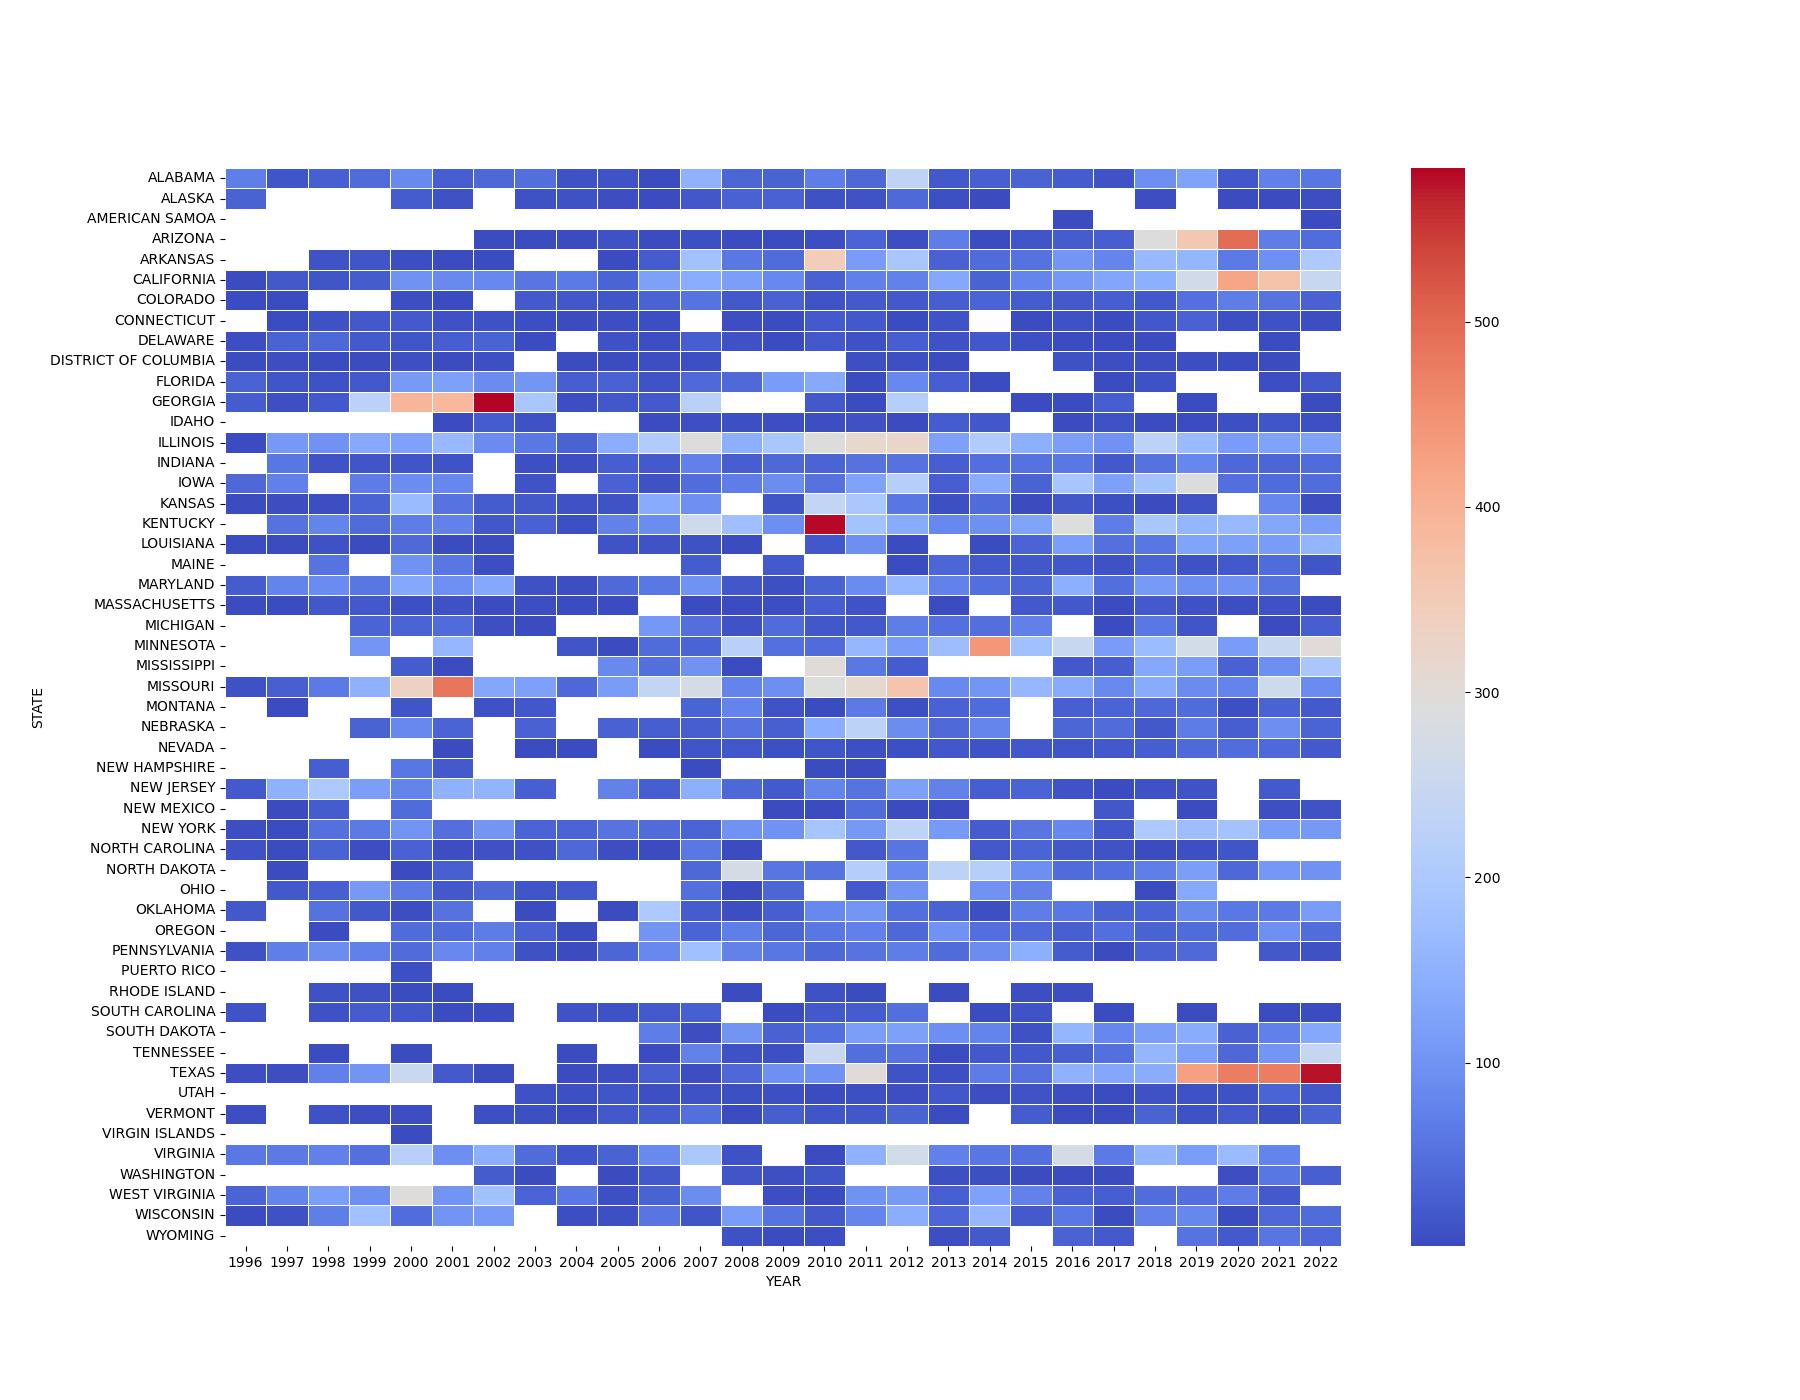 ALABAMA
ALASKA
AMERICAN SAMOA
ARIZONA
ARKANSAS
CALIFORNIA
COLORADO
CONNECTICUT
DELAWARE
DISTRICT OF COLUMBIA
FLORIDA
GEORGIA
IDAHO
ILLINOIS
INDIANA
IOWA
KANSAS
KENTUCKY
LOUISIANA
MAINE
MARYLAND
MASSACHUSETTS
MICHIGAN
MINNESOTA
MISSISSIPPI
MISSOURI
MONTANA
NEBRASKA
NEVADA
NEW HAMPSHIRE
NEW JERSEY
NEW MEXICO
NEW YORK
NORTH CAROLINA
NORTH DAKOTA
OHIO
OKLAHOMA
OREGON
PENNSYLVANIA
PUERTO RICO
RHODE ISLAND
SOUTH CAROLINA
SOUTH DAKOTA
TENNESSEE
TEXAS
UTAH
VERMONT
VIRGIN ISLANDS
VIRGINIA
WASHINGTON
WEST VIRGINIA
WISCONSIN
WYOMING
STATE
1996 1997 1998 1999 2000 2001 2002 2003 2004 2005 2006 2007 2008 2009 2010 2011 2012 2013 2014 2015 2016 2017 2018 2019 2020 2021 2022
YEAR
500
400
300
200
100